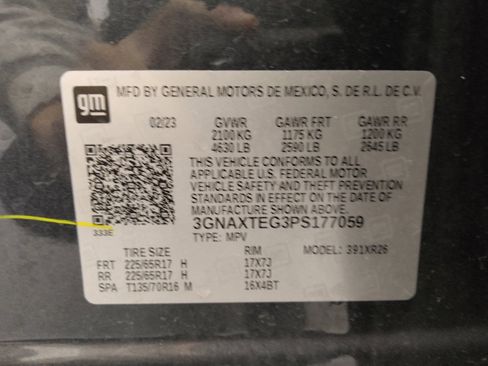 gm
MFD BY GENERAL MOTORS DE MEXICO, S. DE R.L. DE C.V.
02/23 GVWR GAWR FRT GAWR RR
2100 KG 1175 KG 1200 KG
4630 LB 2590 LB 2645 LB
THIS VEHICLE CONFORMS TO ALL
APPLICABLE U.S. FEDERAL MOTOR
VEHICLE SAFETY AND THEFT PREVENTION
STANDARDS IN EFFECT ON THE DATE OF
MANUFACTURE SHOWN ABOVE.
3GNAXTEG3PS177059
333E
TYPE: MPV MODEL: 391XR26
TIRE SIZE RIM
FRT 225/65R17 H 17X7J
RR 225/65R17 H 17X7J
SPA T135/70R16 M 16X4BT